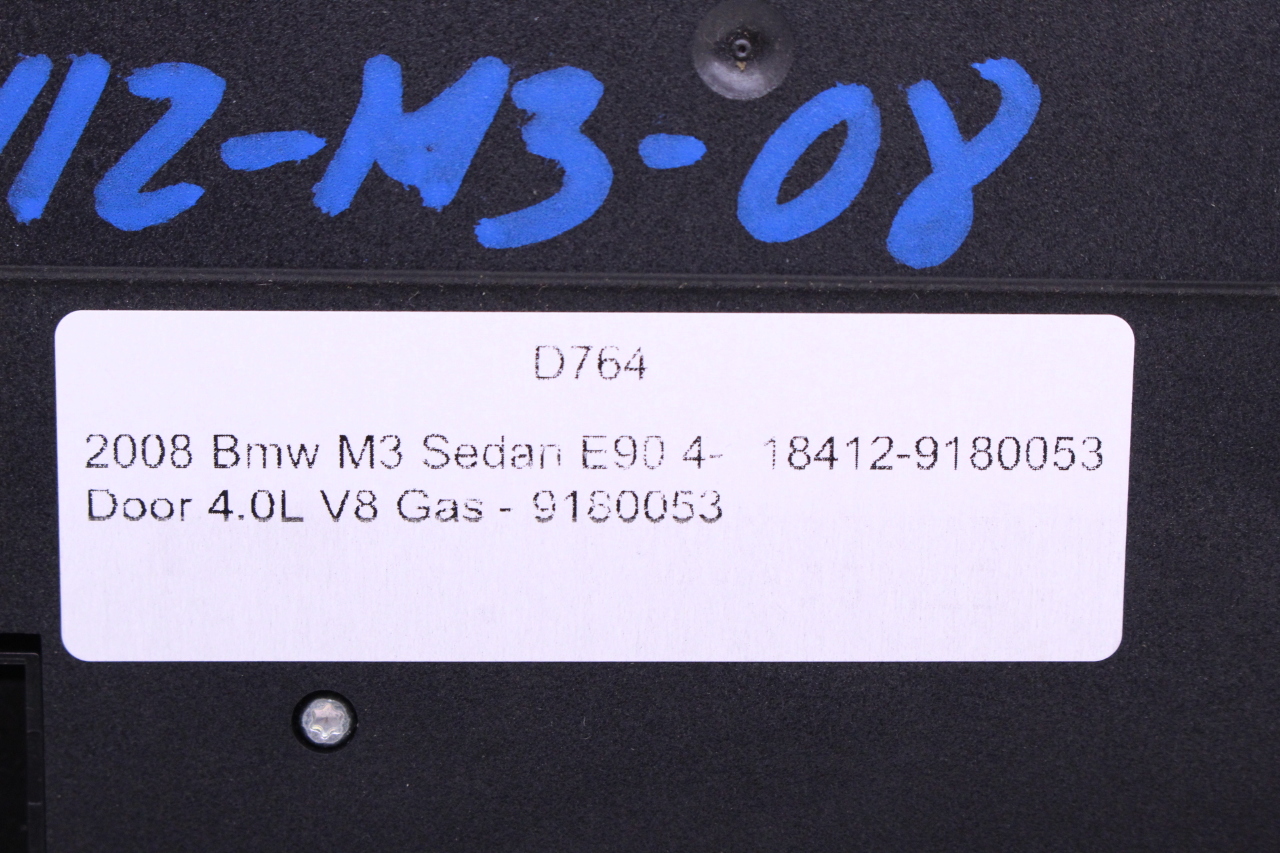 112-M3-08
D764
2008 Bmw M3 Sedan E90 4- 18412-9180053
Door 4.0L V8 Gas - 9180053